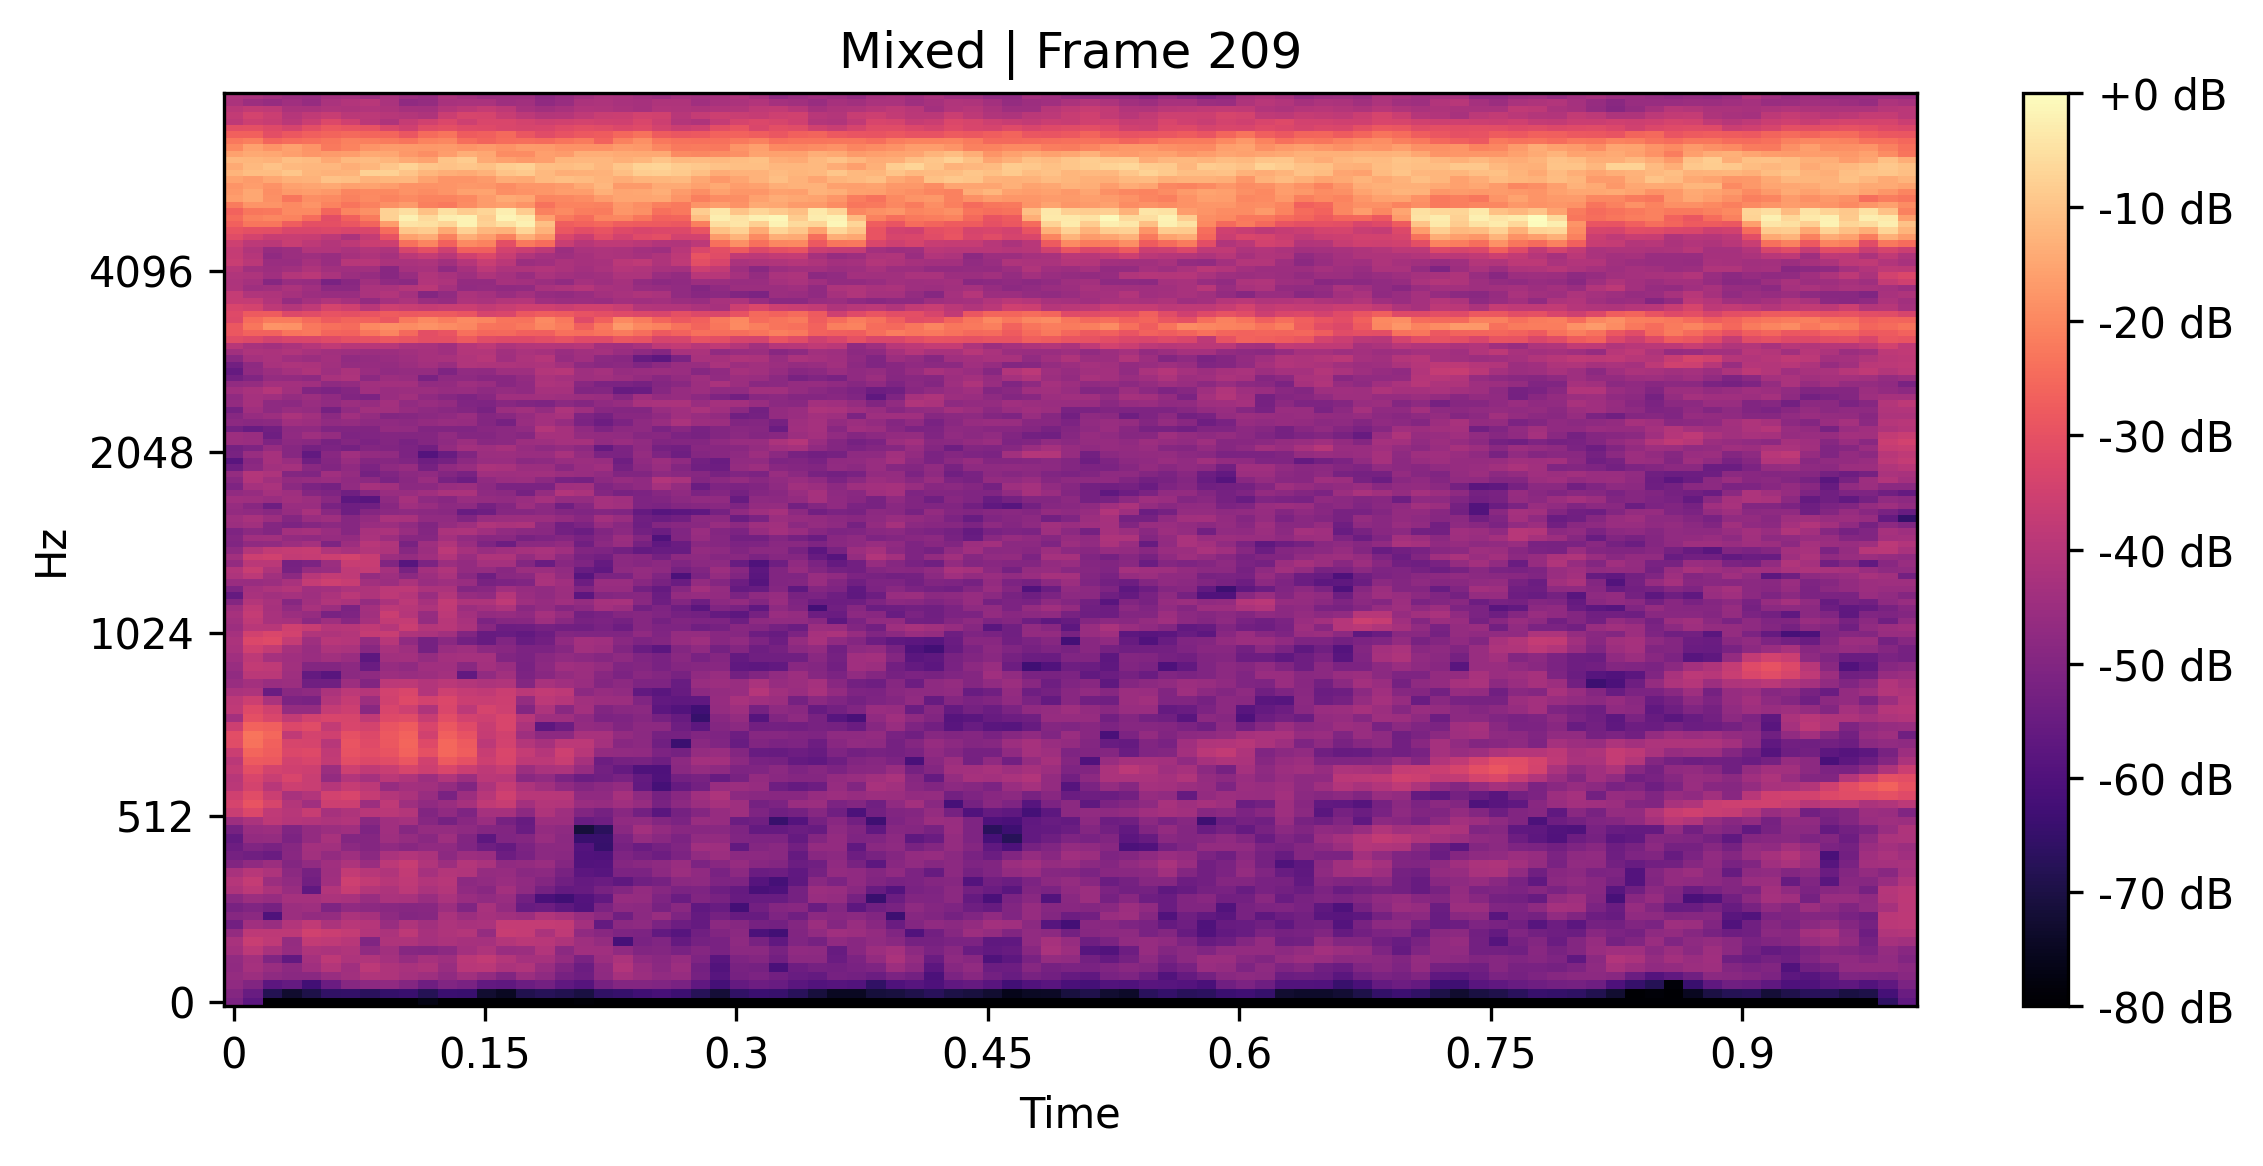 Mixed | Frame 209
Hz
4096
2048
1024
512
0
0 0.15 0.3 0.45 0.6 0.75 0.9
Time
+0 dB
-10 dB
-20 dB
-30 dB
-40 dB
-50 dB
-60 dB
-70 dB
-80 dB